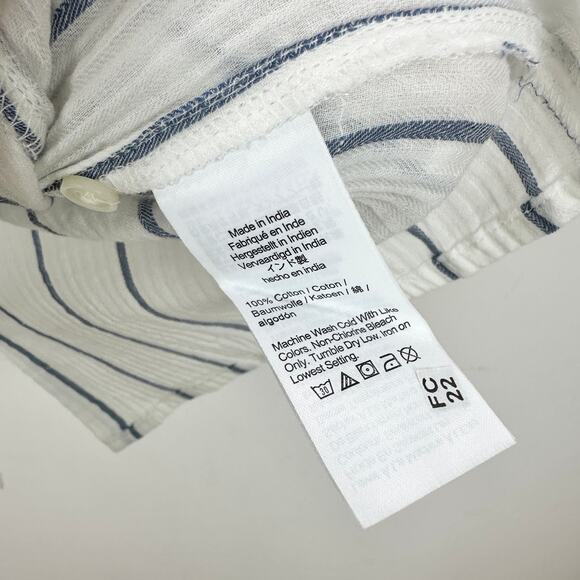 Made in India
Fabriqué en Inde
Hergestellt in Indien
Vervaardigd in India
インド製
hecho en india
100% Cotton / Coton /
Baumwolle / Katoen / 綿 /
algodón
Machine Wash Cold With Like
Colors, Non-Chlorine Bleach
Only, Tumble Dry Low. Iron on
Lowest Setting.
30
FC
22